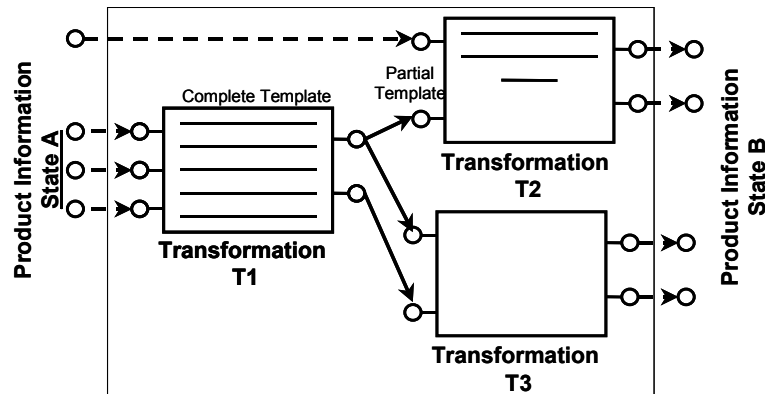 Product Information
State A
Complete Template
Transformation
T1
Partial
Template
Transformation
T2
Transformation
T3
Product Information
State B